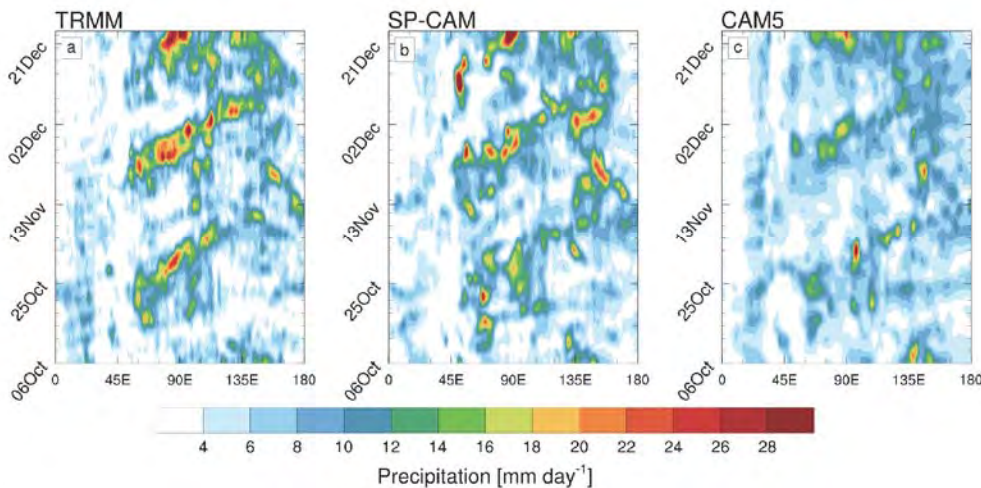 TRMM SP-CAM CAM5
a b c
21Dec 21Dec 21Dec
02Dec 02Dec 02Dec
13Nov 13Nov 13Nov
25Oct 25Oct 25Oct
06Oct 06Oct 06Oct
0 45E 90E 135E 180 0 45E 90E 135E 180 0 45E 90E 135E 180
4 6 8 10 12 14 16 18 20 22 24 26 28
Precipitation [mm day⁻¹]